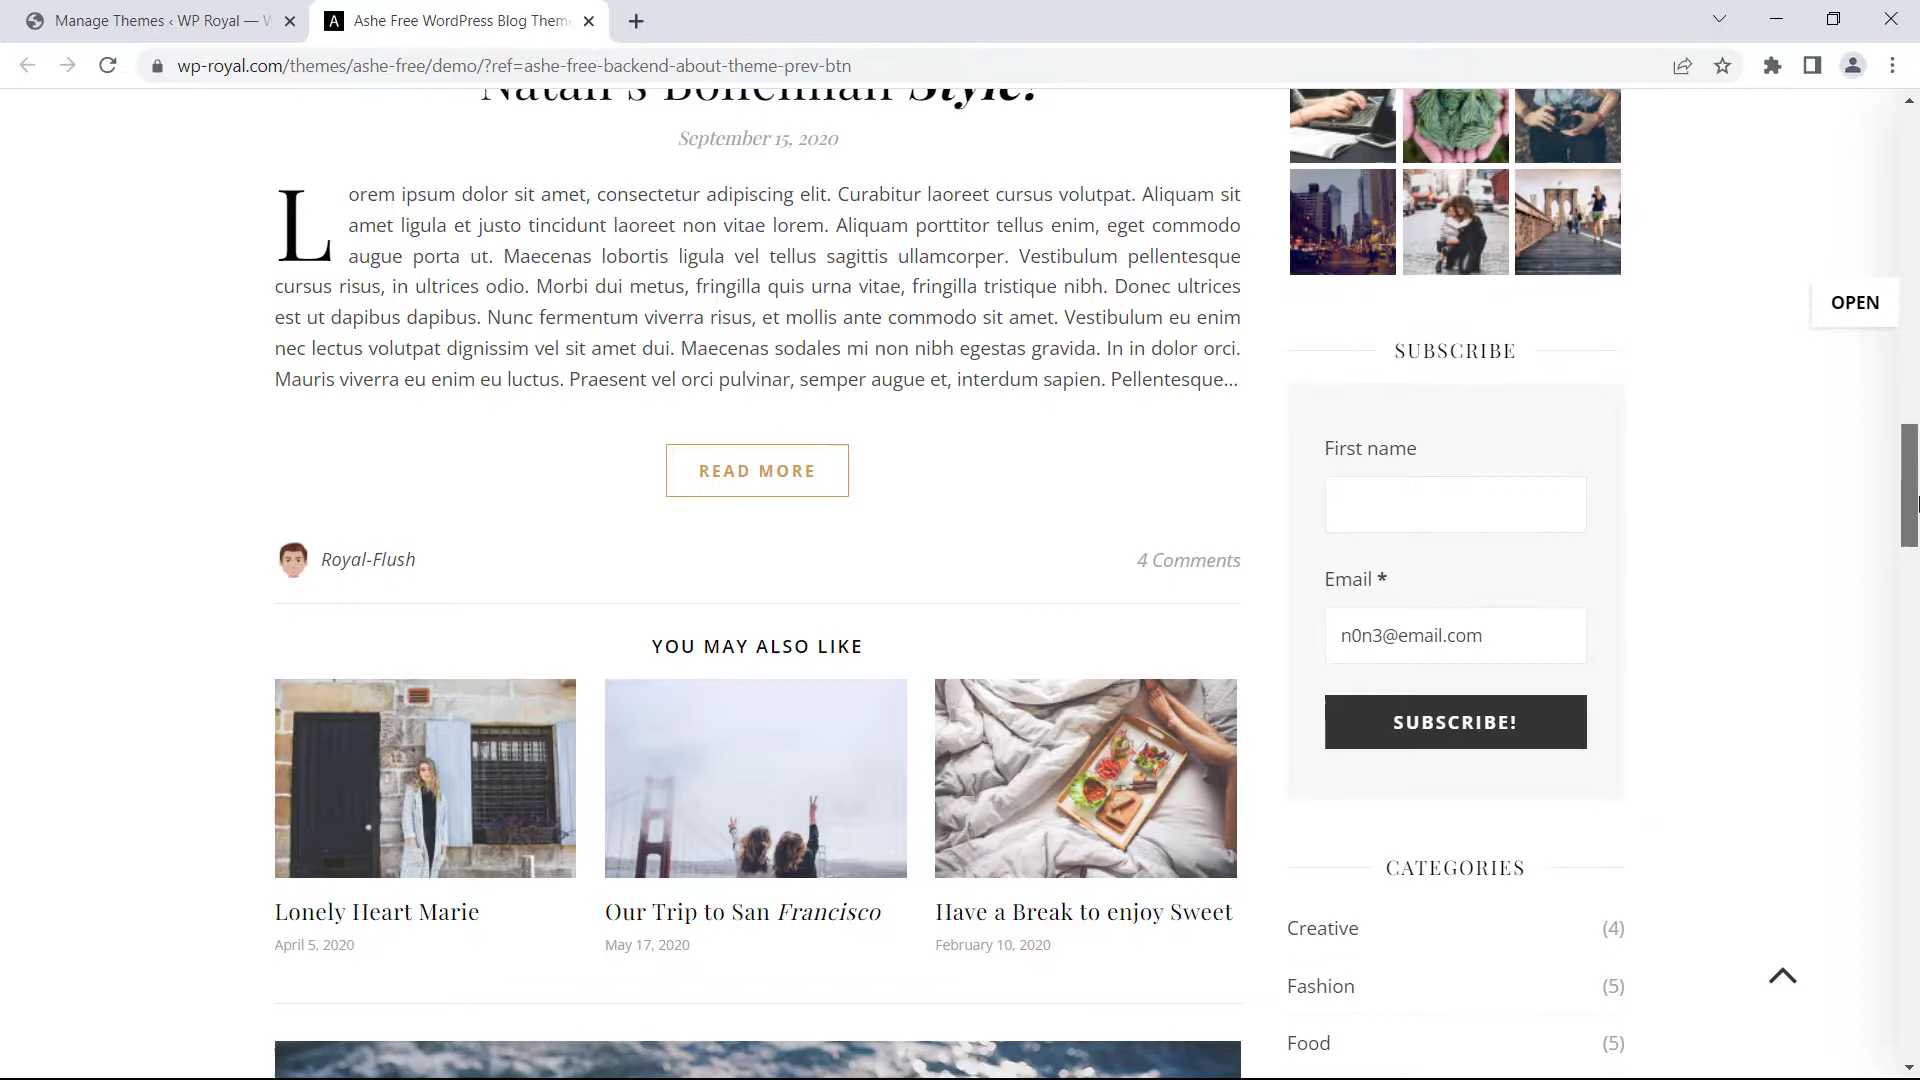 Manage Themes ‹ WP Royal — W
A Ashe Free WordPress Blog Them
wp-royal.com/themes/ashe-free/demo/?ref=ashe-free-backend-about-theme-prev-btn
Natali's Bohemian Style!
September 15, 2020
Lorem ipsum dolor sit amet, consectetur adipiscing elit. Curabitur laoreet cursus volutpat. Aliquam sit
amet ligula et justo tincidunt laoreet non vitae lorem. Aliquam porttitor tellus enim, eget commodo
augue porta ut. Maecenas lobortis ligula vel tellus sagittis ullamcorper. Vestibulum pellentesque
cursus risus, in ultrices odio. Morbi dui metus, fringilla quis urna vitae, fringilla tristique nibh. Donec ultrices
est ut dapibus dapibus. Nunc fermentum viverra risus, et mollis ante commodo sit amet. Vestibulum eu enim
nec lectus volutpat dignissim vel sit amet dui. Maecenas sodales mi non nibh egestas gravida. In in dolor orci.
Mauris viverra eu enim eu luctus. Praesent vel orci pulvinar, semper augue et, interdum sapien. Pellentesque...
READ MORE
Royal-Flush
4 Comments
YOU MAY ALSO LIKE
Lonely Heart Marie
April 5, 2020
Our Trip to San Francisco
May 17, 2020
Have a Break to enjoy Sweet
February 10, 2020
OPEN
SUBSCRIBE
First name
Email *
n0n3@email.com
SUBSCRIBE!
CATEGORIES
Creative (4)
Fashion (5)
Food (5)